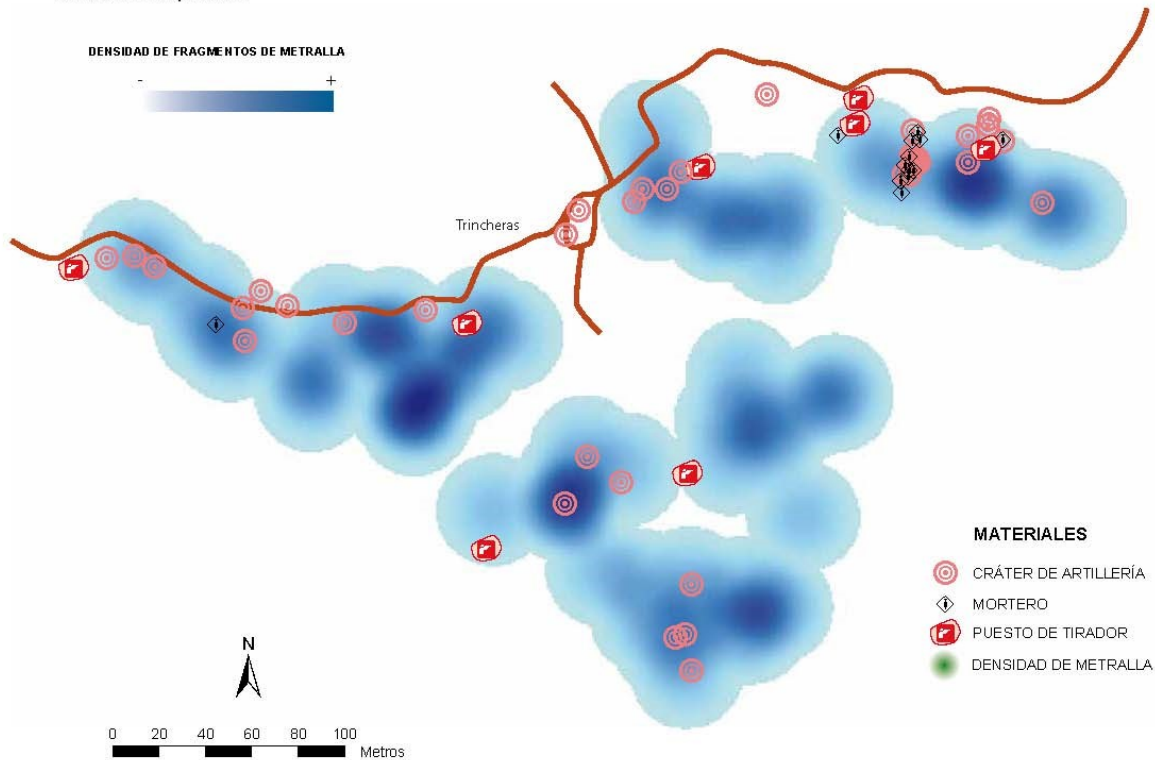 DENSIDAD DE FRAGMENTOS DE METRALLA
- +
Trincheras
MATERIALES
CRÁTER DE ARTILLERÍA
MORTERO
PUESTO DE TIRADOR
DENSIDAD DE METRALLA
N
0 20 40 60 80 100
Metros